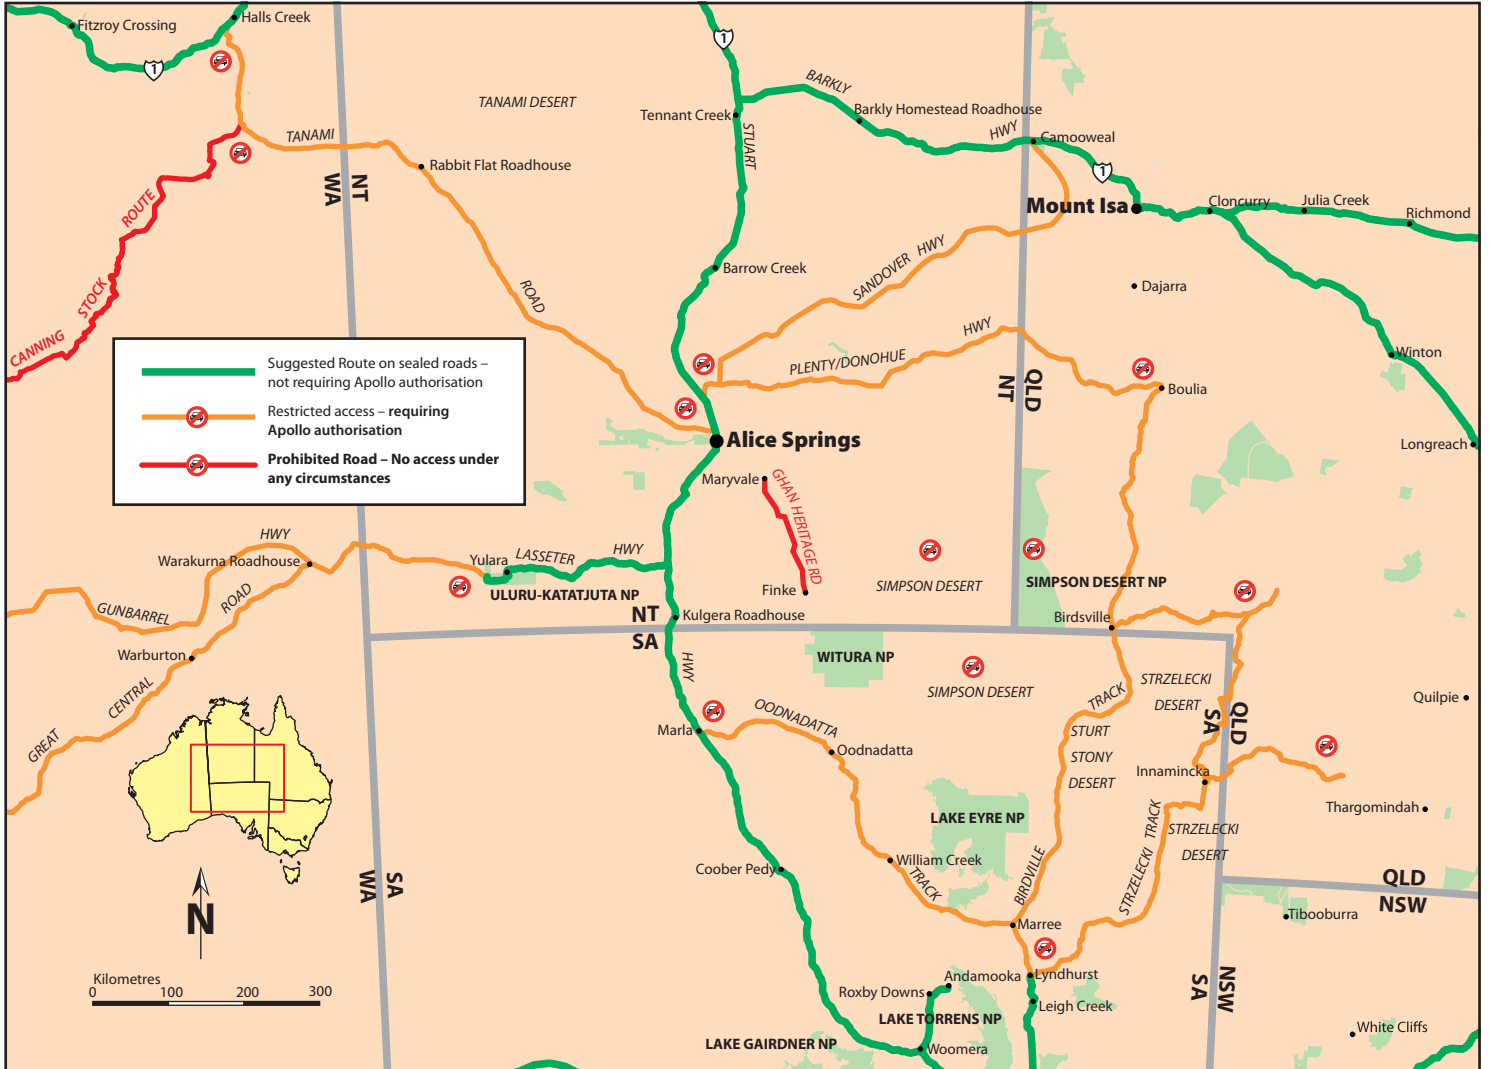 Fitzroy Crossing
Halls Creek
1
1
TANAMI DESERT
BARKLY
Tennant Creek
Barkly Homestead Roadhouse
STUART
HWY
Camooweal
TANAMI
Rabbit Flat Roadhouse
1
NT
WA
ROUTE
Mount Isa
Cloncurry
Julia Creek
Richmond
SANDOVER HWY
Barrow Creek
Dajarra
STOCK
ROAD
CANNING
HWY
PLENTY/DONOHUE
Winton
Suggested Route on sealed roads –
not requiring Apollo authorisation
Restricted access – requiring
Apollo authorisation
Prohibited Road – No access under
any circumstances
QLD
NT
Boulia
Alice Springs
Longreach
Maryvale
GHAN HERITAGE RD
HWY
Warakurna Roadhouse
Yulara
LASSETER
HWY
Finke
SIMPSON DESERT
SIMPSON DESERT NP
ULURU-KATATJUTA NP
GUNBARREL
ROAD
NT
SA
Kulgera Roadhouse
Birdsville
Warburton
WITURA NP
HWY
SIMPSON DESERT
STRZELECKI
DESERT
TRACK
CENTRAL
Quilpie
GREAT
Marla
OODNADATTA
Oodnadatta
STURT
STONY
DESERT
QLD
SA
Innamincka
Thargomindah
LAKE EYRE NP
STRZELECKI TRACK
STRZELECKI
DESERT
William Creek
TRACK
Coober Pedy
BIRDVILLE
SA
WA
QLD
NSW
Tibooburra
Marree
N
Kilometres
0 100 200 300
Andamooka
Lyndhurst
Roxby Downs
Leigh Creek
NSW
SA
LAKE TORRENS NP
LAKE GAIRDNER NP
Woomera
White Cliffs